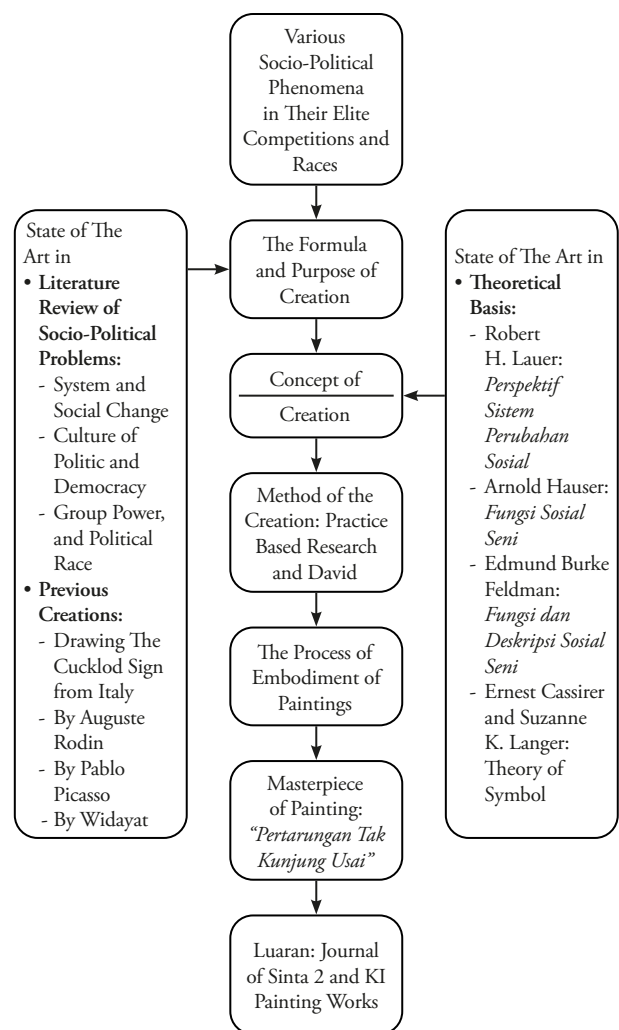 Various
Socio-Political
Phenomena
in Their Elite
Competitions and
Races
State of The
Art in
• Literature
Review of
Socio-Political
Problems:
- System and
Social Change
- Culture of
Politic and
Democracy
- Group Power,
and Political
Race
• Previous
Creations:
- Drawing The
Cucklod Sign
from Italy
- By Auguste
Rodin
- By Pablo
Picasso
- By Widayat
The Formula
and Purpose of
Creation
Concept of
Creation
Method of the
Creation: Practice
Based Research
and David
The Process of
Embodiment of
Paintings
Masterpiece
of Painting:
“Pertarungan Tak
Kunjung Usai”
Luaran: Journal
of Sinta 2 and KI
Painting Works
State of The Art in
• Theoretical
Basis:
- Robert
H. Lauer:
Perspektif
Sistem
Perubahan
Sosial
- Arnold Hauser:
Fungsi Sosial
Seni
- Edmund Burke
Feldman:
Fungsi dan
Deskripsi Sosial
Seni
- Ernest Cassirer
and Suzanne
K. Langer:
Theory of
Symbol